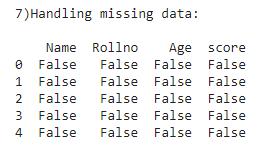 7)Handling missing data:
Name Rollno Age score
0 False False False False
1 False False False False
2 False False False False
3 False False False False
4 False False False False